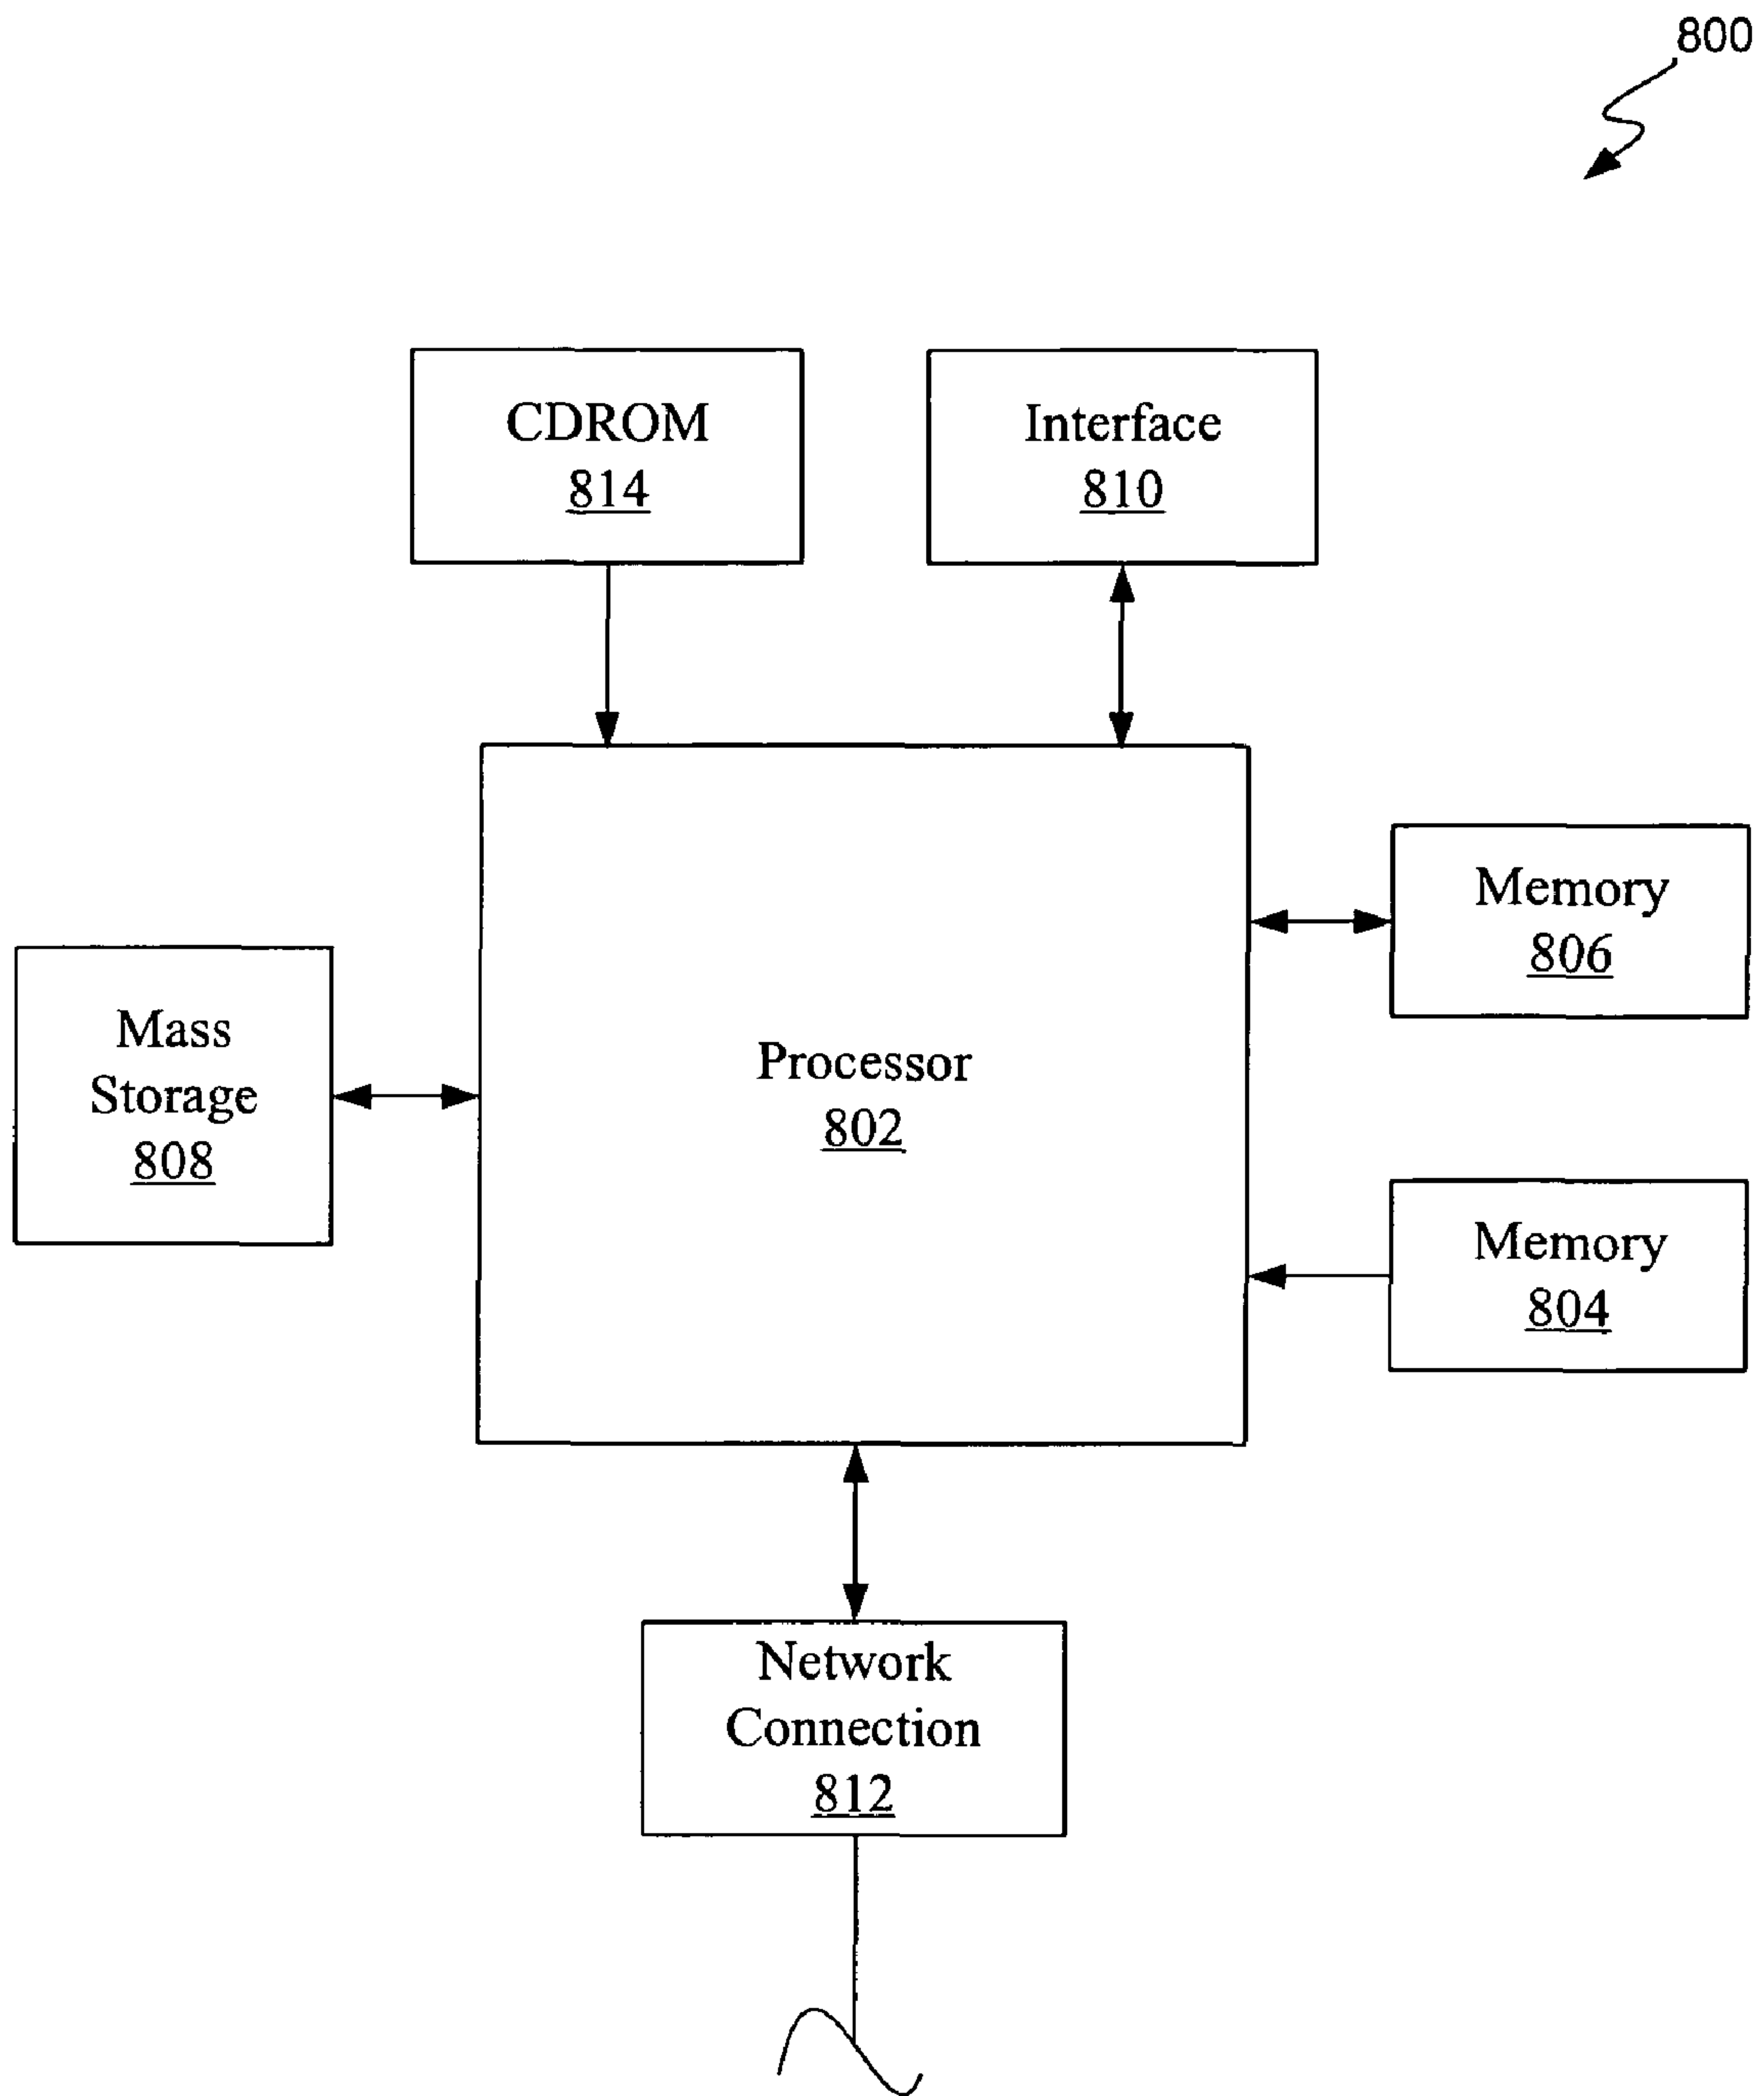 800
CDROM
814
Interface
810
Memory
806
Mass
Storage
808
Processor
802
Memory
804
Network
Connection
812